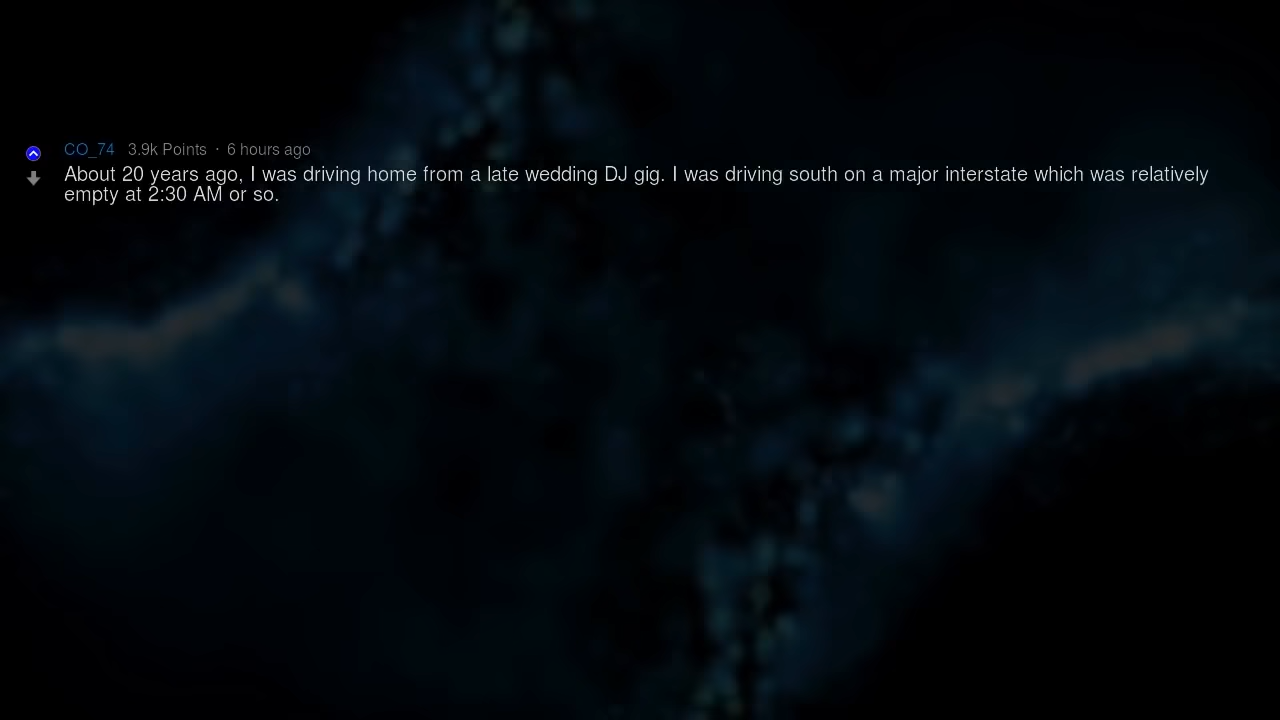 CO_74 3.9k Points · 6 hours ago
About 20 years ago, I was driving home from a late wedding DJ gig. I was driving south on a major interstate which was relatively
empty at 2:30 AM or so.